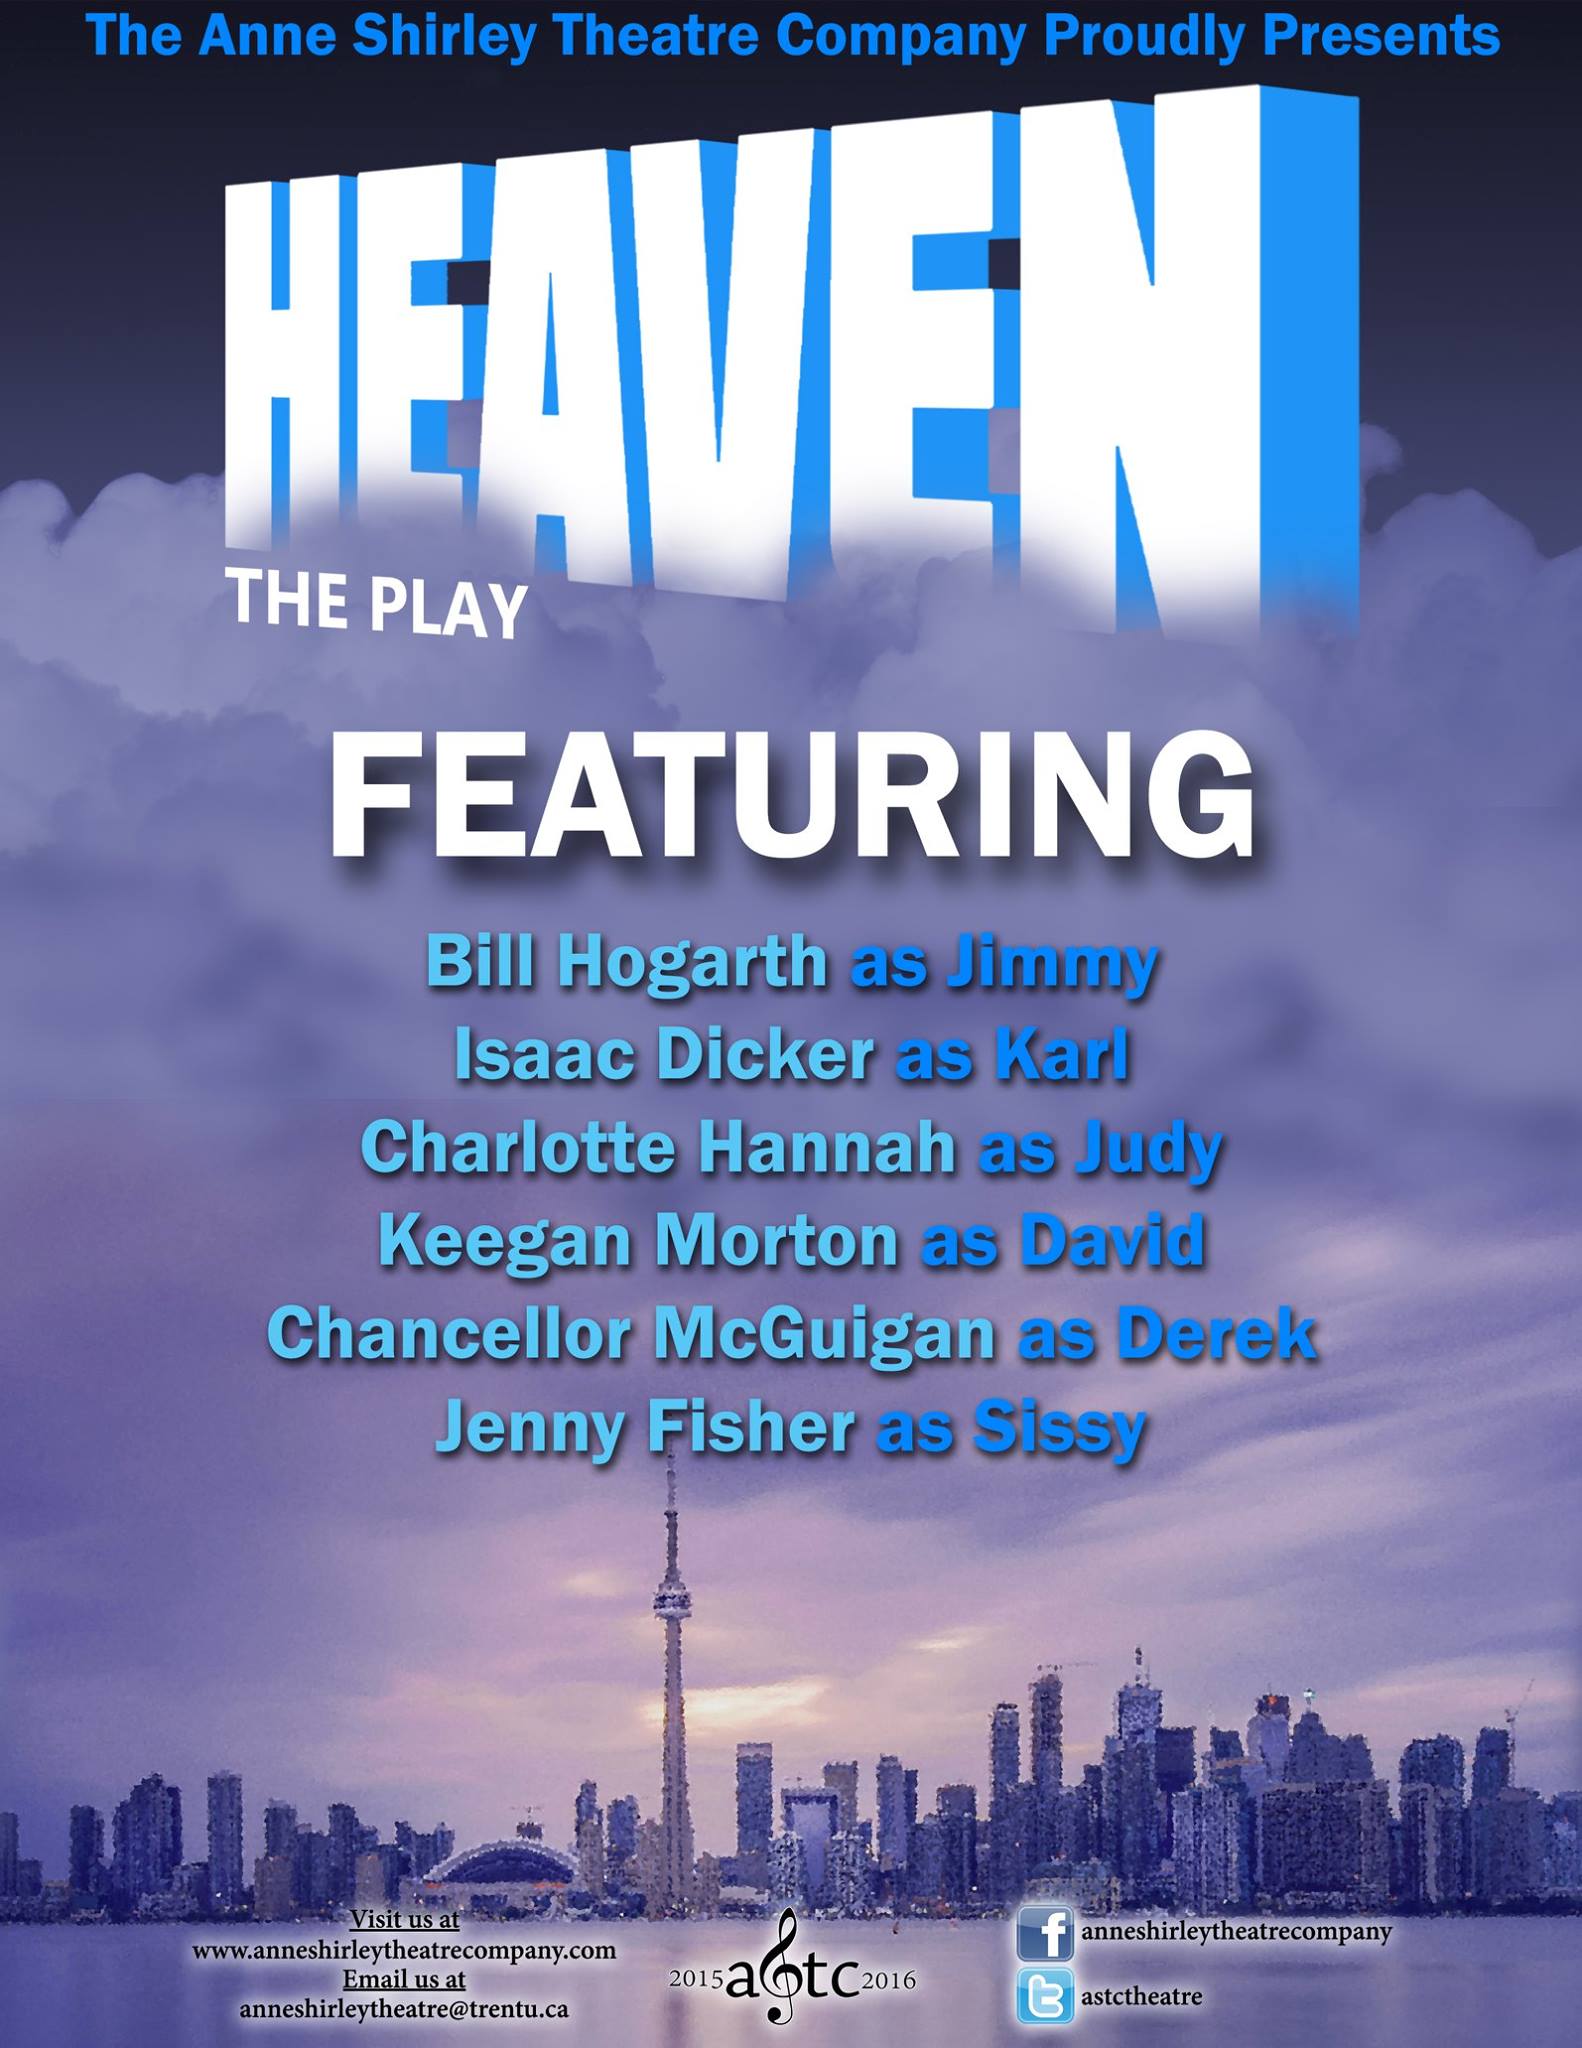 The Anne Shirley Theatre Company Proudly Presents
HEAVEN
THE PLAY
FEATURING
Bill Hogarth as Jimmy
Isaac Dicker as Karl
Charlotte Hannah as Judy
Keegan Morton as David
Chancellor McGuigan as Derek
Jenny Fisher as Sissy
Visit us at
www.anneshirleytheatrecompany.com
Email us at
anneshirleytheatre@trentu.ca
2015 astc 2016
f anneshirleytheatrecompany
t astctheatre